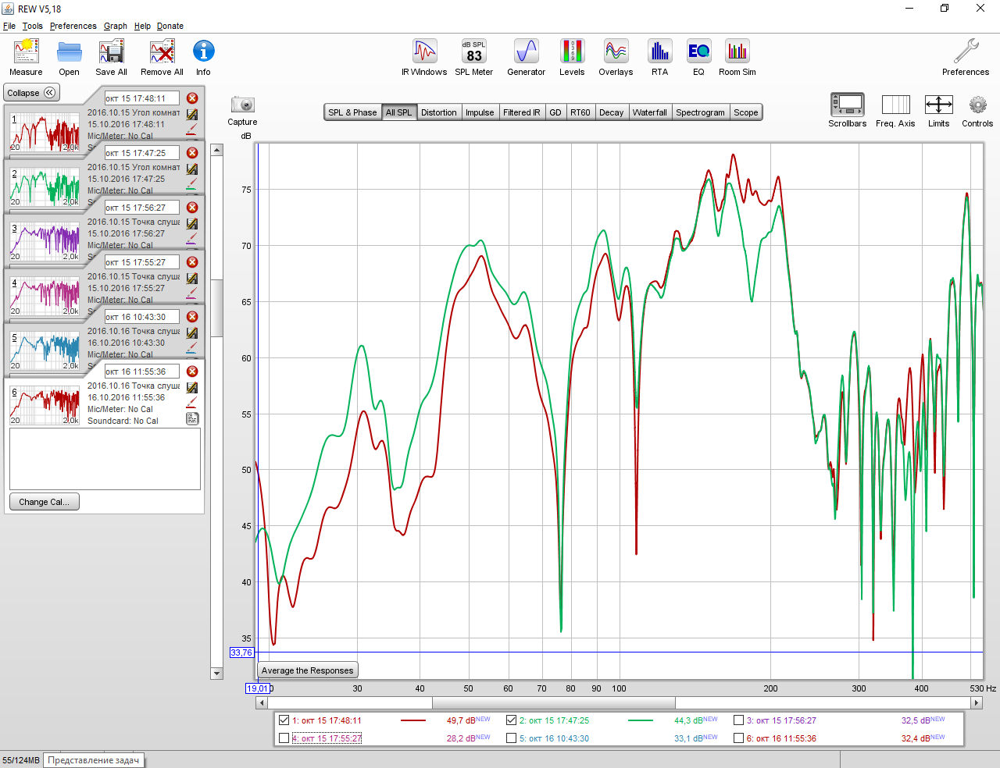 REW V5,18
File Tools Preferences Graph Help Donate
Measure Open Save All Remove All Info IR Windows dB SPL 83 SPL Meter Generator Levels Overlays RTA EQ EQ Room Sim Preferences
Collapse
окт 15 17:48:11
1
20 2,0k
2016.10.15 Угол комнат
15.10.2016 17:48:11
Mic/Meter: No Cal
окт 15 17:47:25
2
20 2,0k
2016.10.15 Угол комнат
15.10.2016 17:47:25
Mic/Meter: No Cal
окт 15 17:56:27
3
20 2,0k
2016.10.15 Точка слуша
15.10.2016 17:56:27
Mic/Meter: No Cal
окт 15 17:55:27
4
20 2,0k
2016.10.15 Точка слуша
15.10.2016 17:55:27
Mic/Meter: No Cal
окт 16 10:43:30
5
20 2,0k
2016.10.16 Точка слуша
16.10.2016 10:43:30
Mic/Meter: No Cal
окт 16 11:55:36
6
20 2,0k
2016.10.16 Точка слуша
16.10.2016 11:55:36
Mic/Meter: No Cal
Soundcard: No Cal
Change Cal...
Capture
SPL & Phase All SPL Distortion Impulse Filtered IR GD RT60 Decay Waterfall Spectrogram Scope
Scrollbars Freq. Axis Limits Controls
dB
75
70
65
60
55
50
45
40
35
33,76
Average the Responses
19,01 30 40 50 60 70 80 90 100 200 300 400 530 Hz
1: окт 15 17:48:11 49,7 dB NEW 2: окт 15 17:47:25 44,3 dB NEW 3: окт 15 17:56:27 32,5 dB NEW
4: окт 15 17:55:27 28,2 dB NEW 5: окт 16 10:43:30 33,1 dB NEW 6: окт 16 11:55:36 32,4 dB NEW
55/124MB Представление задач